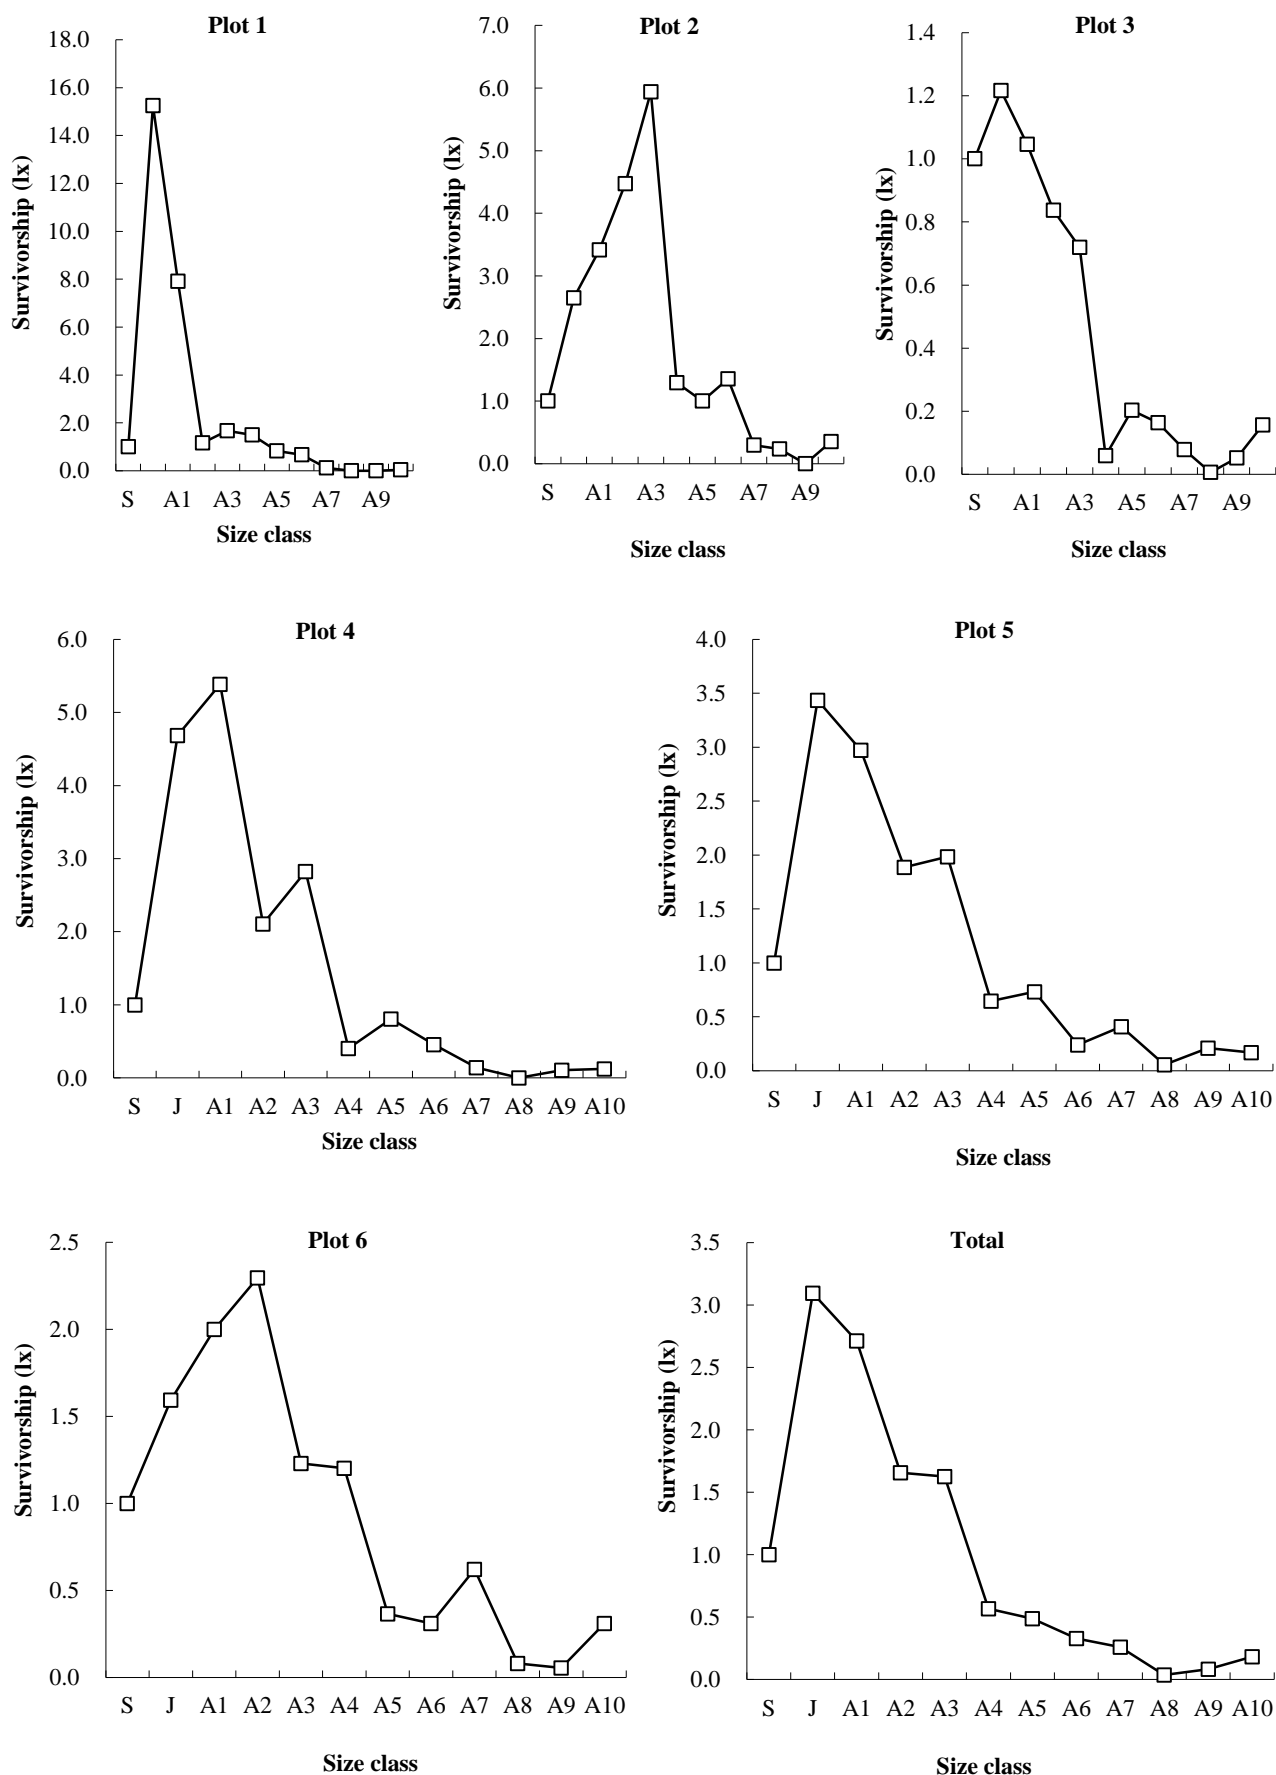 Plot 1
18.0
16.0
14.0
12.0
10.0
8.0
6.0
4.0
2.0
0.0
Survivorship (lx)
S A1 A3 A5 A7 A9
Size class
Plot 2
7.0
6.0
5.0
4.0
3.0
2.0
1.0
0.0
Survivorship (lx)
S A1 A3 A5 A7 A9
Size class
Plot 3
1.4
1.2
1.0
0.8
0.6
0.4
0.2
0.0
Survivorship (lx)
S A1 A3 A5 A7 A9
Size class
Plot 4
6.0
5.0
4.0
3.0
2.0
1.0
0.0
Survivorship (lx)
S J A1 A2 A3 A4 A5 A6 A7 A8 A9 A10
Size class
Plot 5
4.0
3.5
3.0
2.5
2.0
1.5
1.0
0.5
0.0
Survivorship (lx)
S J A1 A2 A3 A4 A5 A6 A7 A8 A9 A10
Size class
Plot 6
2.5
2.0
1.5
1.0
0.5
0.0
Survivorship (lx)
S J A1 A2 A3 A4 A5 A6 A7 A8 A9 A10
Size class
Total
3.5
3.0
2.5
2.0
1.5
1.0
0.5
0.0
Survivorship (lx)
S J A1 A2 A3 A4 A5 A6 A7 A8 A9 A10
Size class